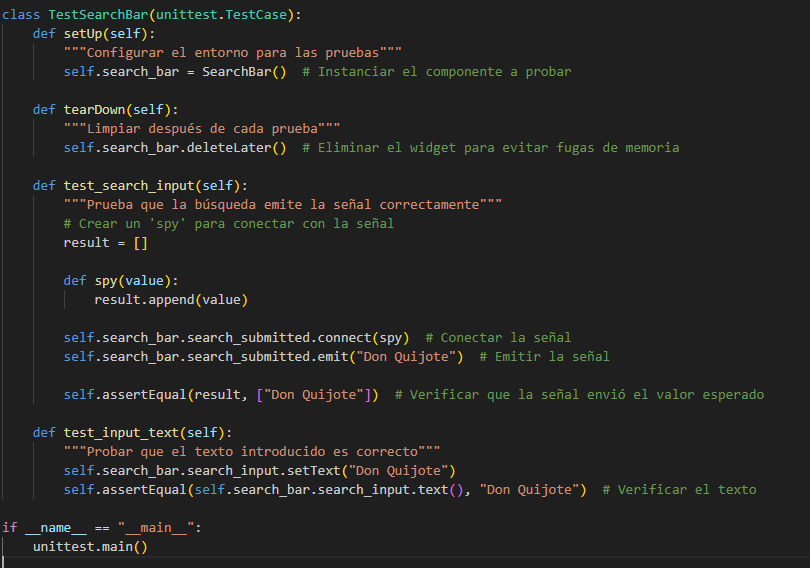 class TestSearchBar(unittest.TestCase):
    def setUp(self):
        """Configurar el entorno para las pruebas"""
        self.search_bar = SearchBar()  # Instanciar el componente a probar

    def tearDown(self):
        """Limpiar después de cada prueba"""
        self.search_bar.deleteLater()  # Eliminar el widget para evitar fugas de memoria

    def test_search_input(self):
        """Prueba que la búsqueda emite la señal correctamente"""
        # Crear un 'spy' para conectar con la señal
        result = []

        def spy(value):
            result.append(value)

        self.search_bar.search_submitted.connect(spy)  # Conectar la señal
        self.search_bar.search_submitted.emit("Don Quijote")  # Emitir la señal

        self.assertEqual(result, ["Don Quijote"])  # Verificar que la señal envió el valor esperado

    def test_input_text(self):
        """Probar que el texto introducido es correcto"""
        self.search_bar.search_input.setText("Don Quijote")
        self.assertEqual(self.search_bar.search_input.text(), "Don Quijote")  # Verificar el texto

if __name__ == "__main__":
    unittest.main()